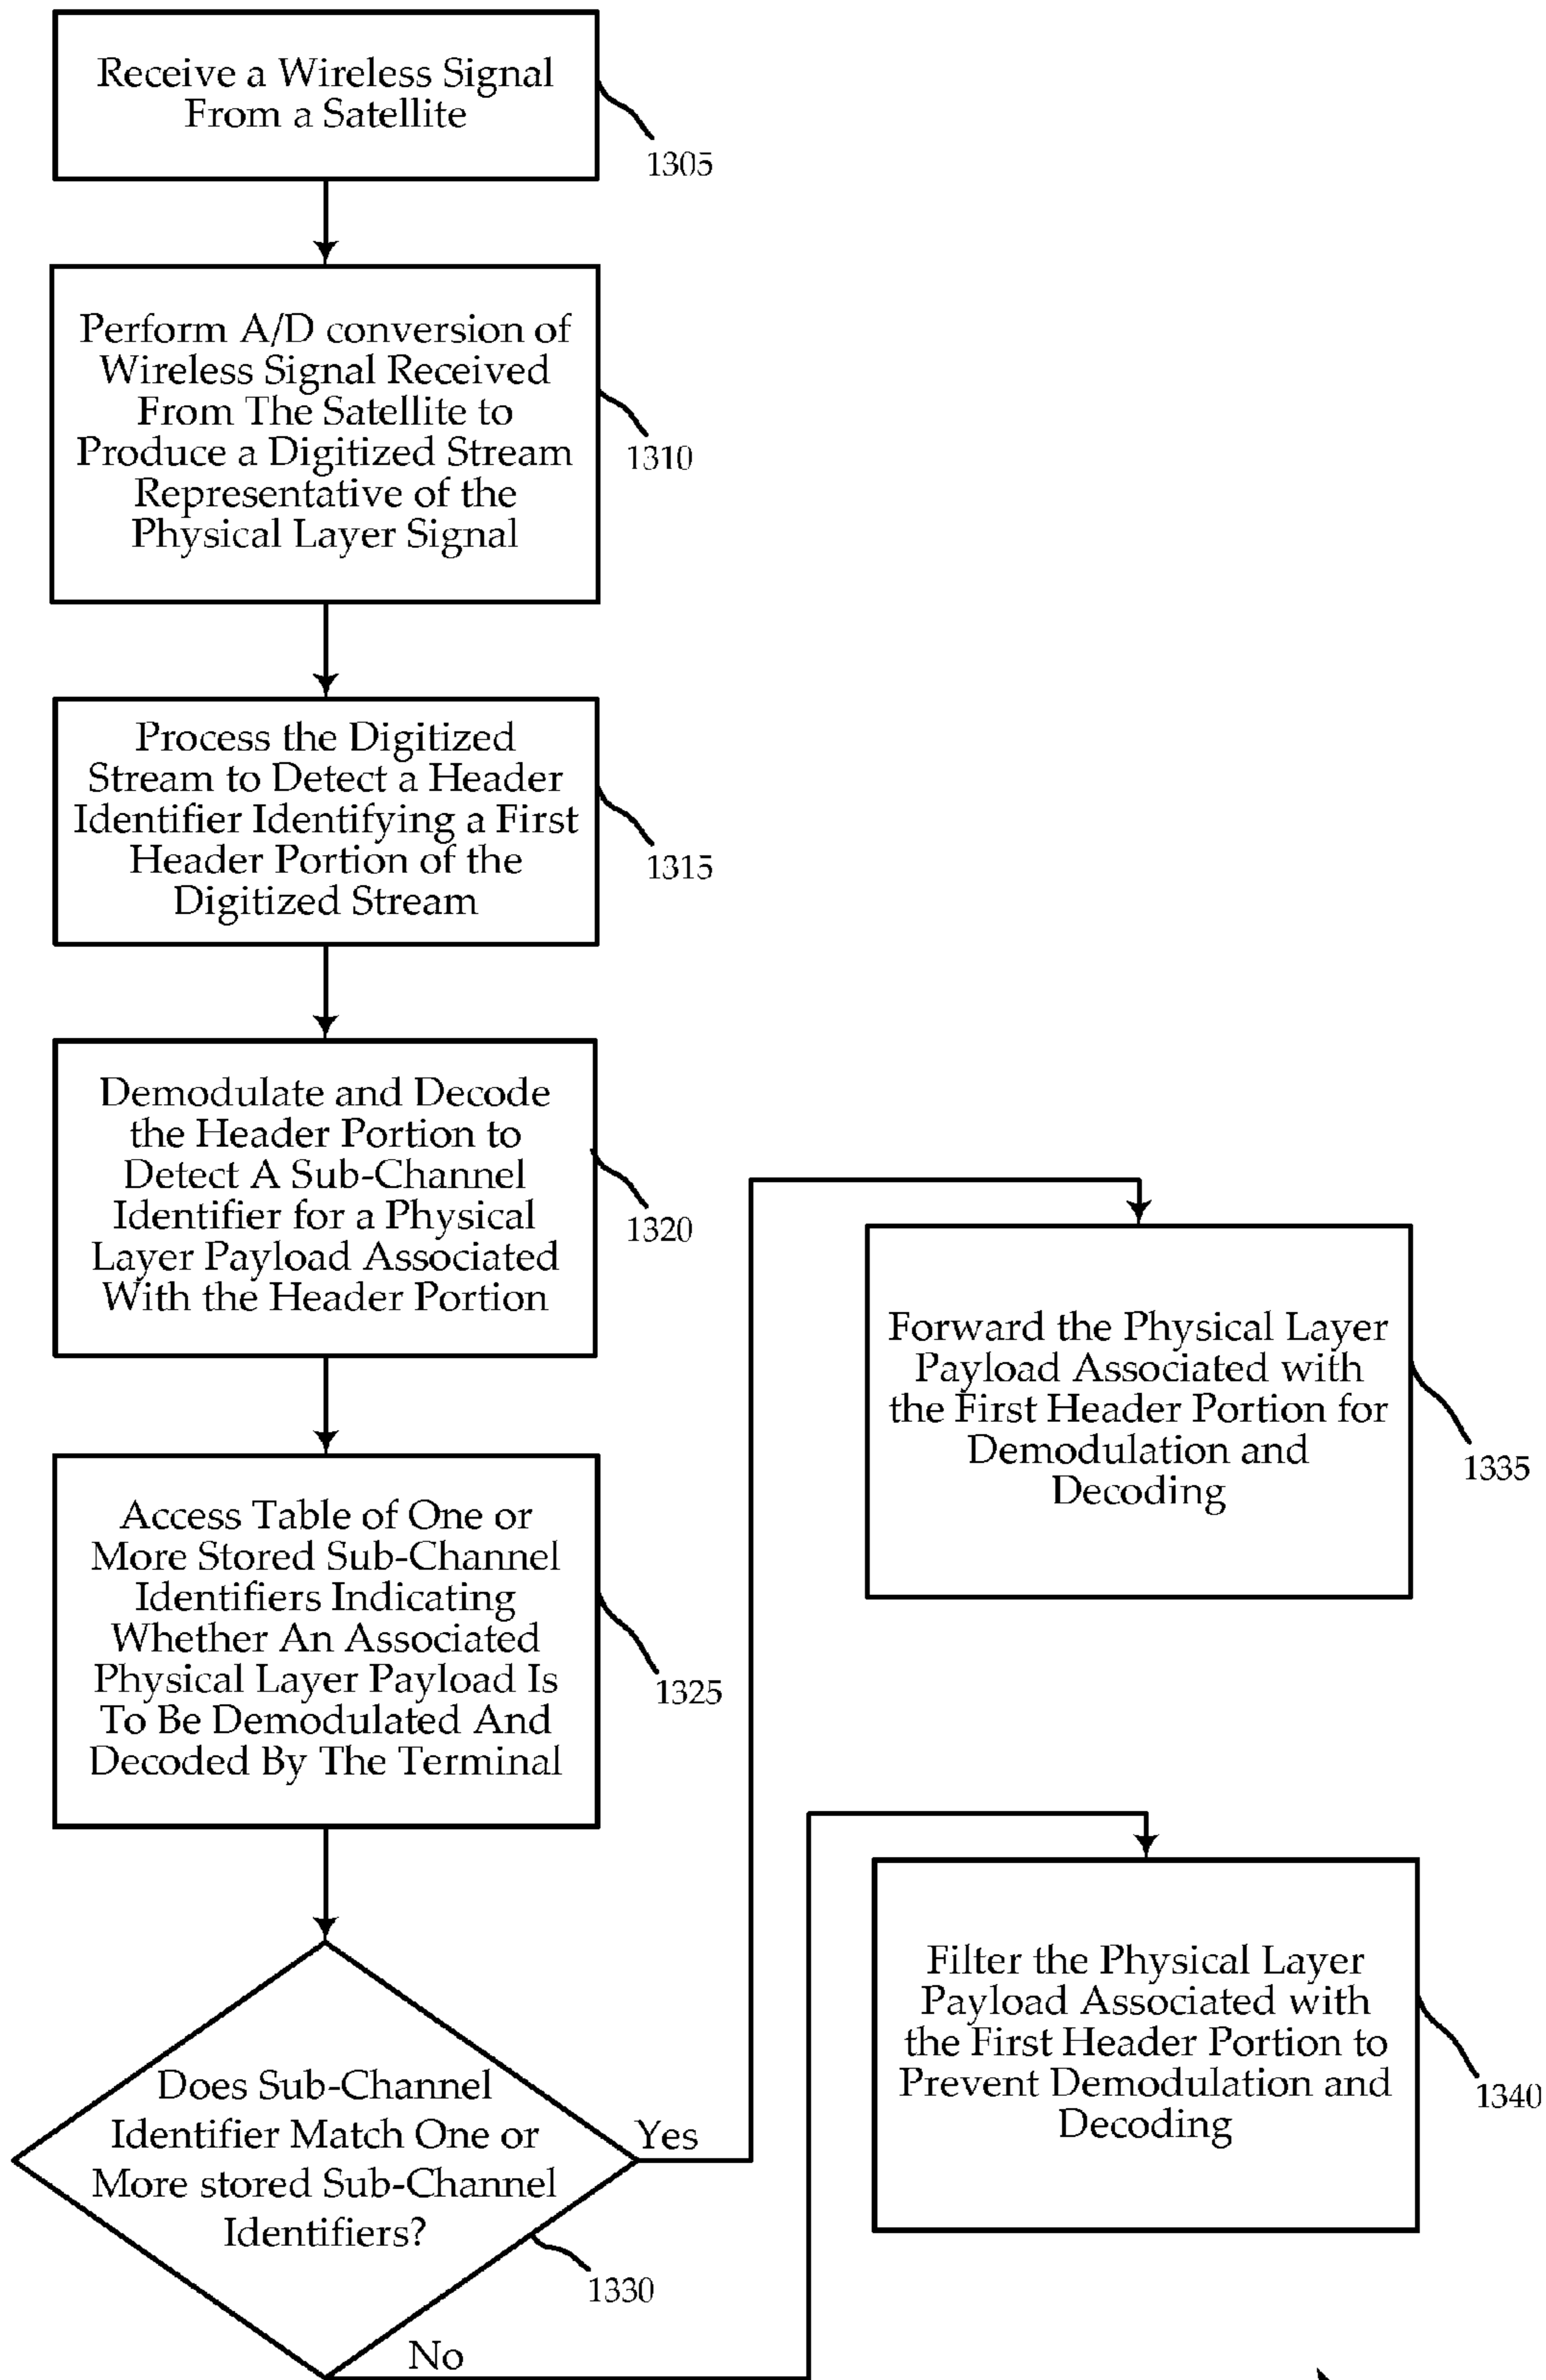 Receive a Wireless Signal
From a Satellite
1305
Perform A/D conversion of
Wireless Signal Received
From The Satellite to
Produce a Digitized Stream
Representative of the
Physical Layer Signal
1310
Process the Digitized
Stream to Detect a Header
Identifier Identifying a First
Header Portion of the
Digitized Stream
1315
Demodulate and Decode
the Header Portion to
Detect A Sub-Channel
Identifier for a Physical
Layer Payload Associated
With the Header Portion
1320
Access Table of One or
More Stored Sub-Channel
Identifiers Indicating
Whether An Associated
Physical Layer Payload Is
To Be Demodulated And
Decoded By The Terminal
1325
Does Sub-Channel
Identifier Match One or
More stored Sub-Channel
Identifiers?
1330
Yes
No
Forward the Physical Layer
Payload Associated with
the First Header Portion for
Demodulation and
Decoding
1335
Filter the Physical Layer
Payload Associated with
the First Header Portion to
Prevent Demodulation and
Decoding
1340